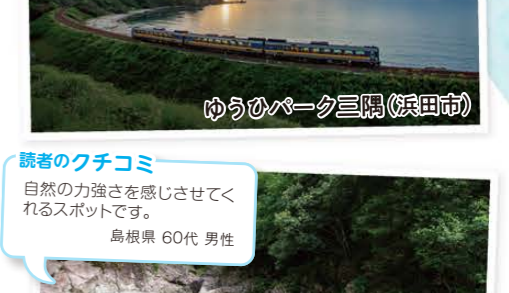 ゆうひパーク三隅(浜田市)
読者のクチコミ
自然の力強さを感じさせてく
れるスポットです。
島根県 60代 男性